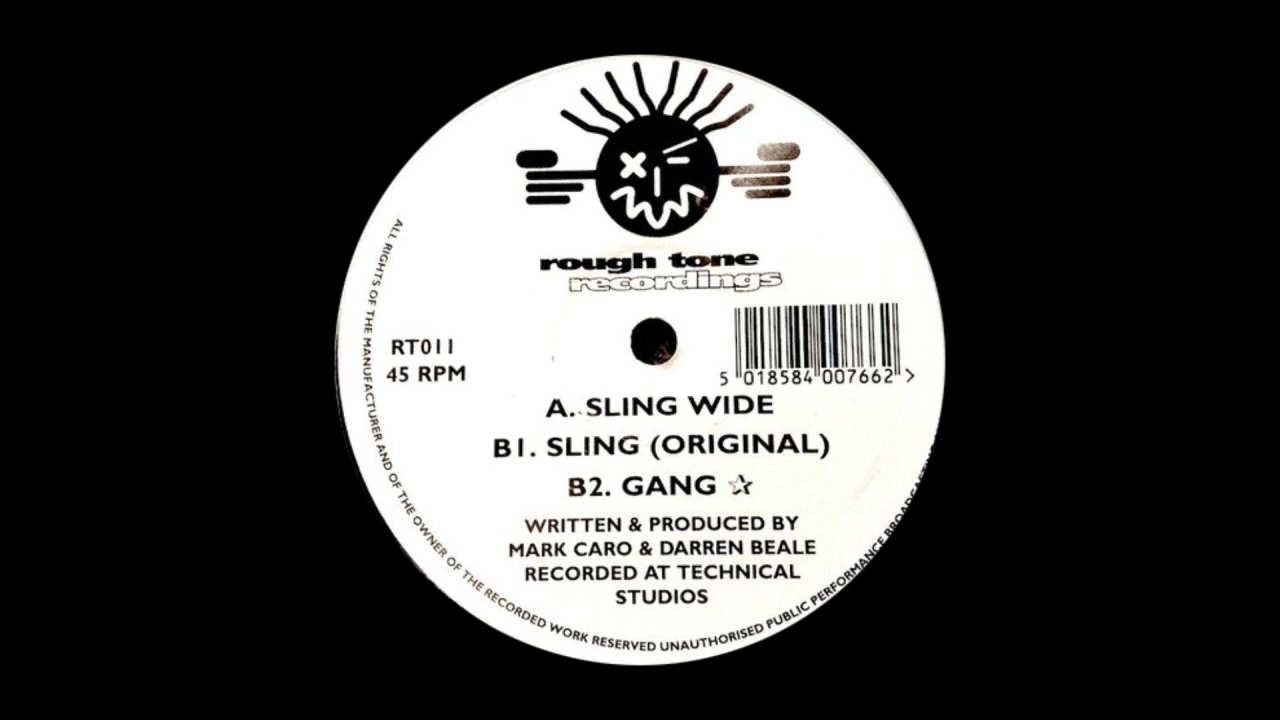 rough tone
recordings
RT011
45 RPM
5 018584 007662 >
A. SLING WIDE
B1. SLING (ORIGINAL)
B2. GANG ☆
WRITTEN & PRODUCED BY
MARK CARO & DARREN BEALE
RECORDED AT TECHNICAL
STUDIOS
ALL RIGHTS OF THE MANUFACTURER AND OF THE OWNER OF THE RECORDED WORK RESERVED UNAUTHORISED PUBLIC PERFORMANCE BROADCASTING